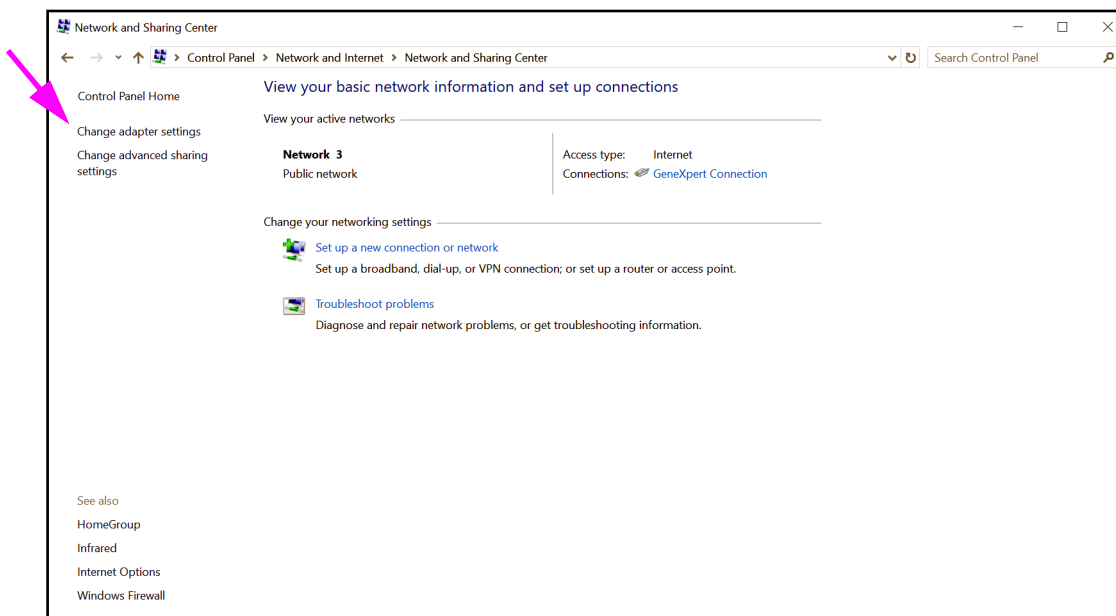 Network and Sharing Center
Control Panel > Network and Internet > Network and Sharing Center
Search Control Panel
Control Panel Home
Change adapter settings
Change advanced sharing
settings
View your basic network information and set up connections
View your active networks
Network 3
Public network
Access type: Internet
Connections: GeneXpert Connection
Change your networking settings
Set up a new connection or network
Set up a broadband, dial-up, or VPN connection; or set up a router or access point.
Troubleshoot problems
Diagnose and repair network problems, or get troubleshooting information.
See also
HomeGroup
Infrared
Internet Options
Windows Firewall